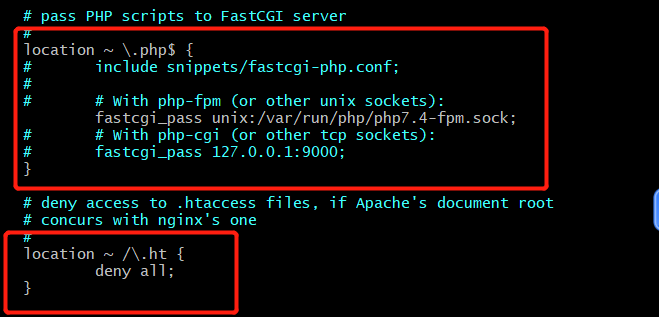 # pass PHP scripts to FastCGI server
#
location ~ \.php$ {
#       include snippets/fastcgi-php.conf;
#
#       # With php-fpm (or other unix sockets):
        fastcgi_pass unix:/var/run/php/php7.4-fpm.sock;
#       # With php-cgi (or other tcp sockets):
#       fastcgi_pass 127.0.0.1:9000;
}
# deny access to .htaccess files, if Apache's document root
# concurs with nginx's one
#
location ~ /\.ht {
        deny all;
}